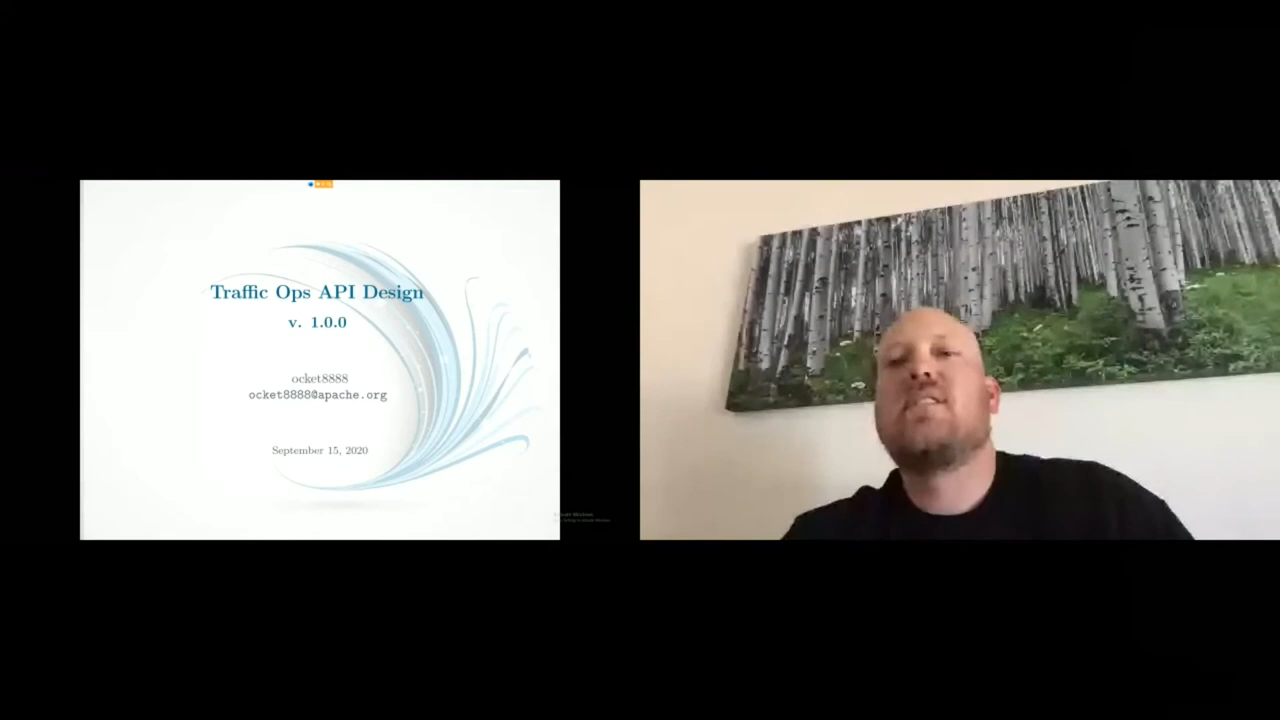 Traffic Ops API Design
v. 1.0.0
ocket8888
ocket8888@apache.org
September 15, 2020